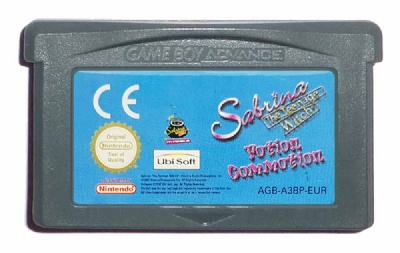 GAME BOY ADVANCE
CE
Sabrina
The Teenage
Witch
Potion
Commotion
Original
Nintendo
Seal of
Quality
Ubi Soft
Nintendo
AGB-A3BP-EUR